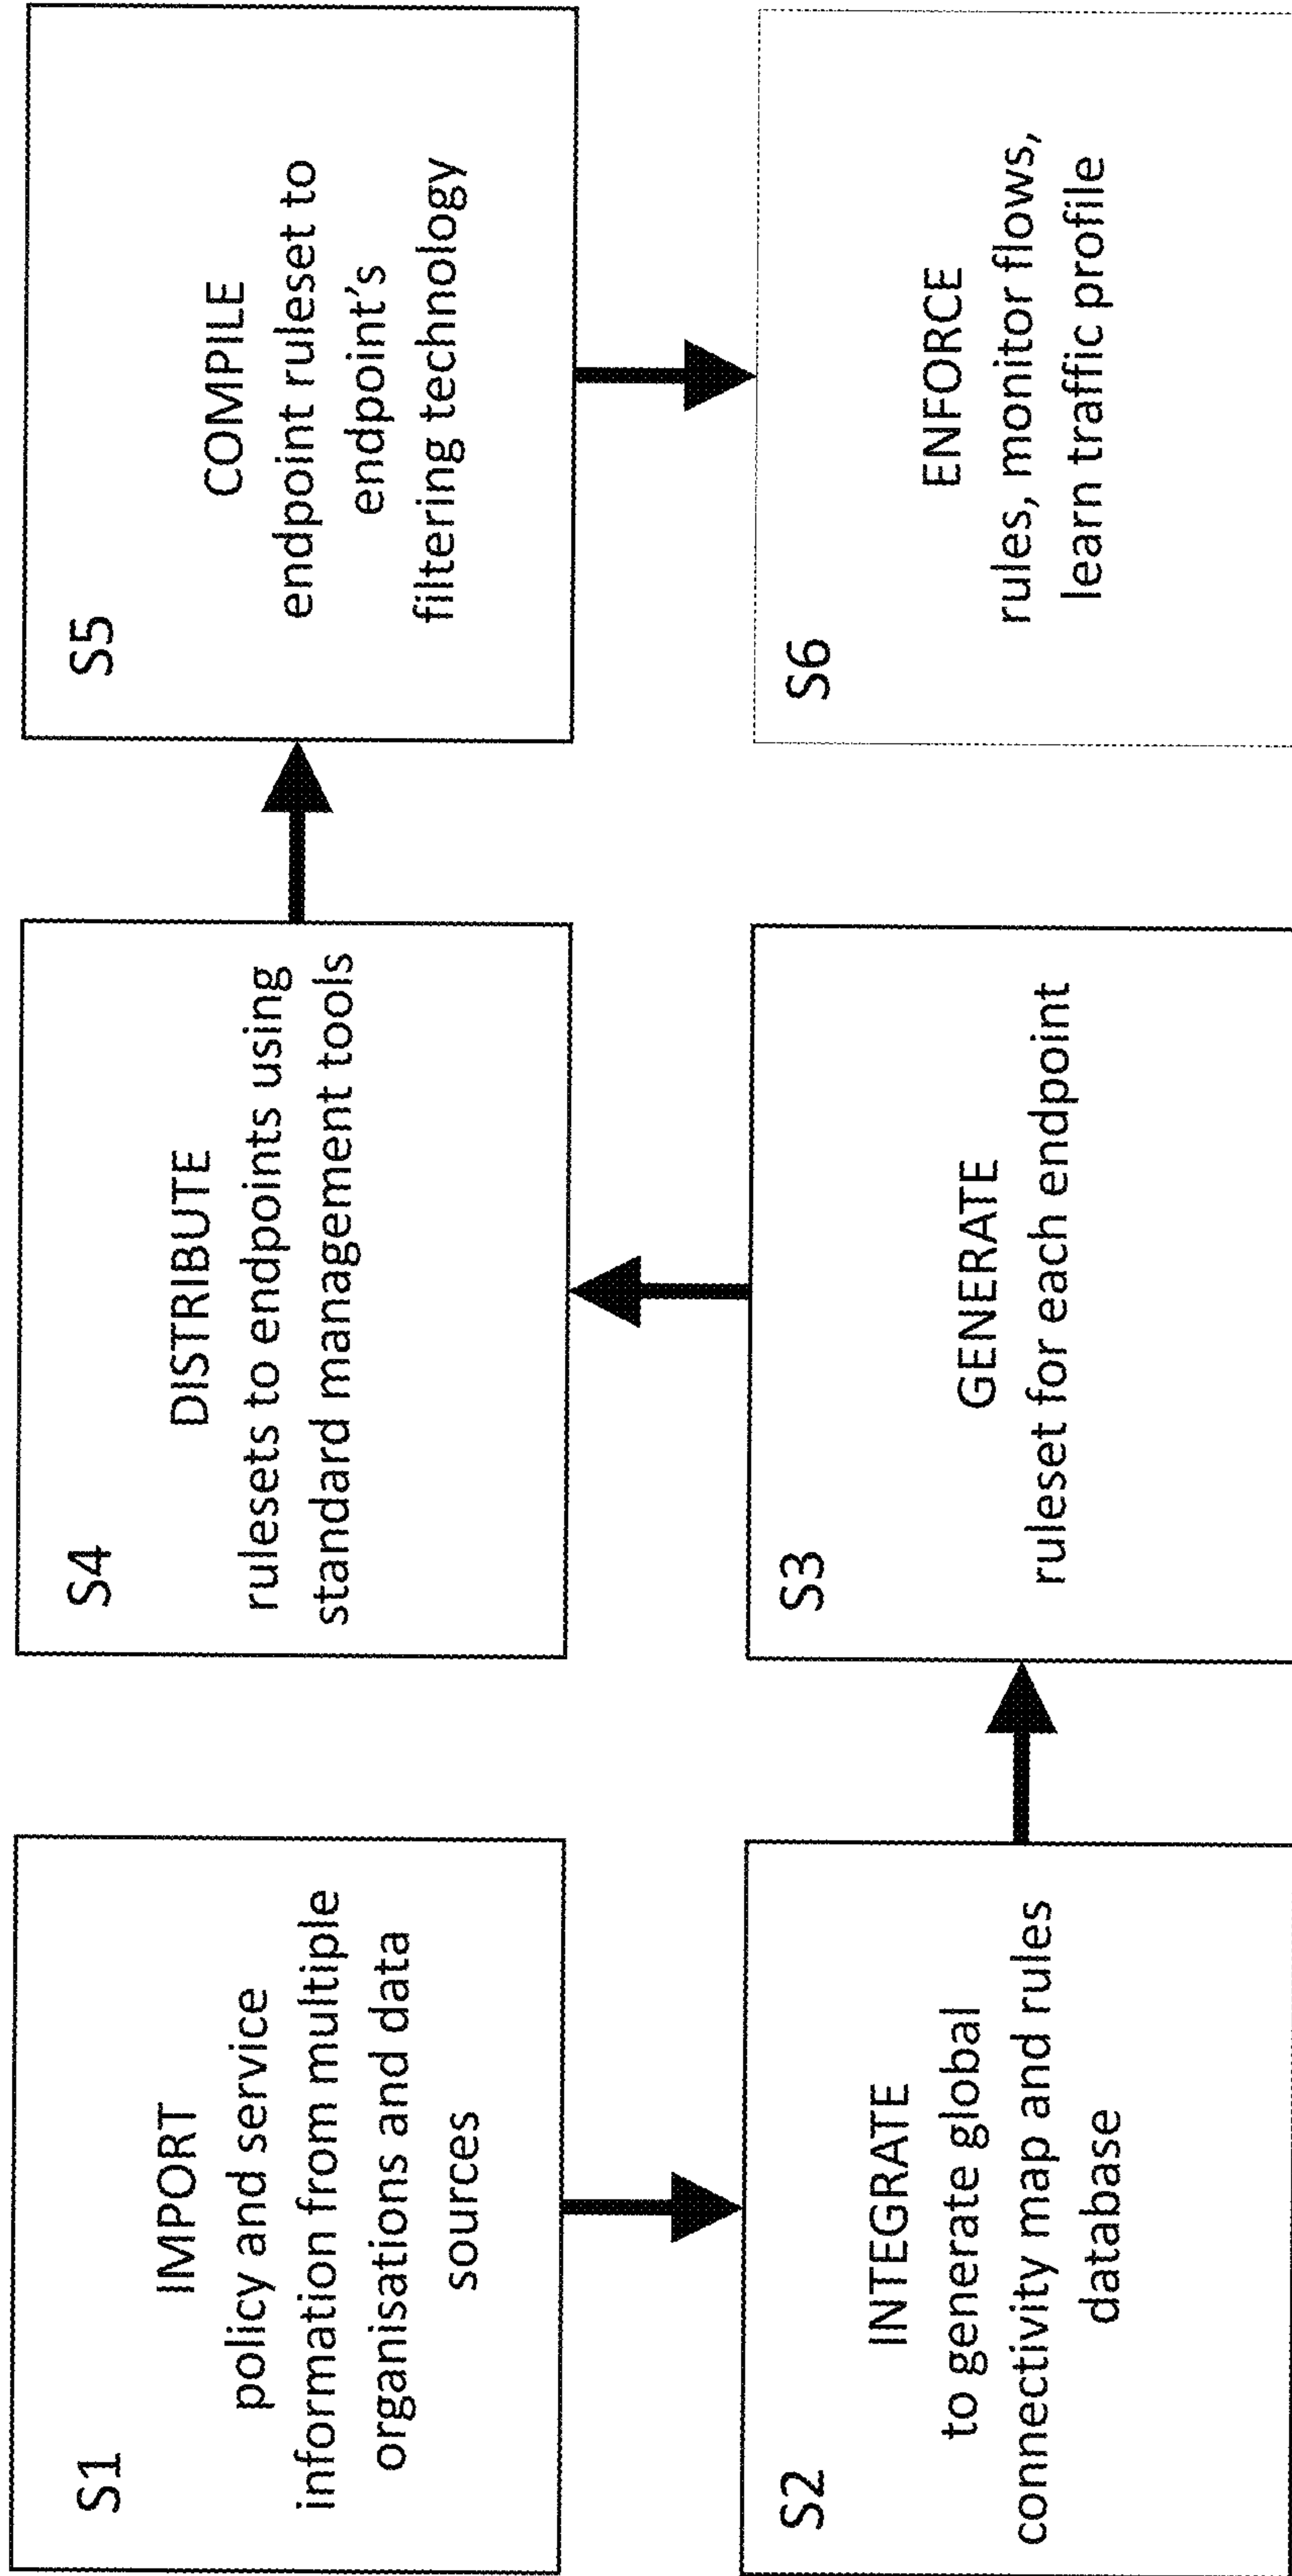 S1
IMPORT
policy and service
information from multiple
organisations and data
sources
S2
INTEGRATE
to generate global
connectivity map and rules
database
S3
GENERATE
ruleset for each endpoint
S4
DISTRIBUTE
rulesets to endpoints using
standard management tools
S5
COMPILE
endpoint ruleset to
endpoint's
filtering technology
S6
ENFORCE
rules, monitor flows,
learn traffic profile